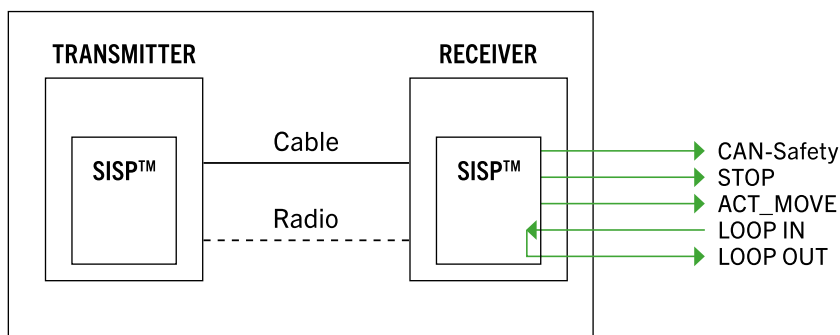 TRANSMITTER
RECEIVER
SISP™
Cable
Radio
SISP™
CAN-Safety
STOP
ACT_MOVE
LOOP IN
LOOP OUT